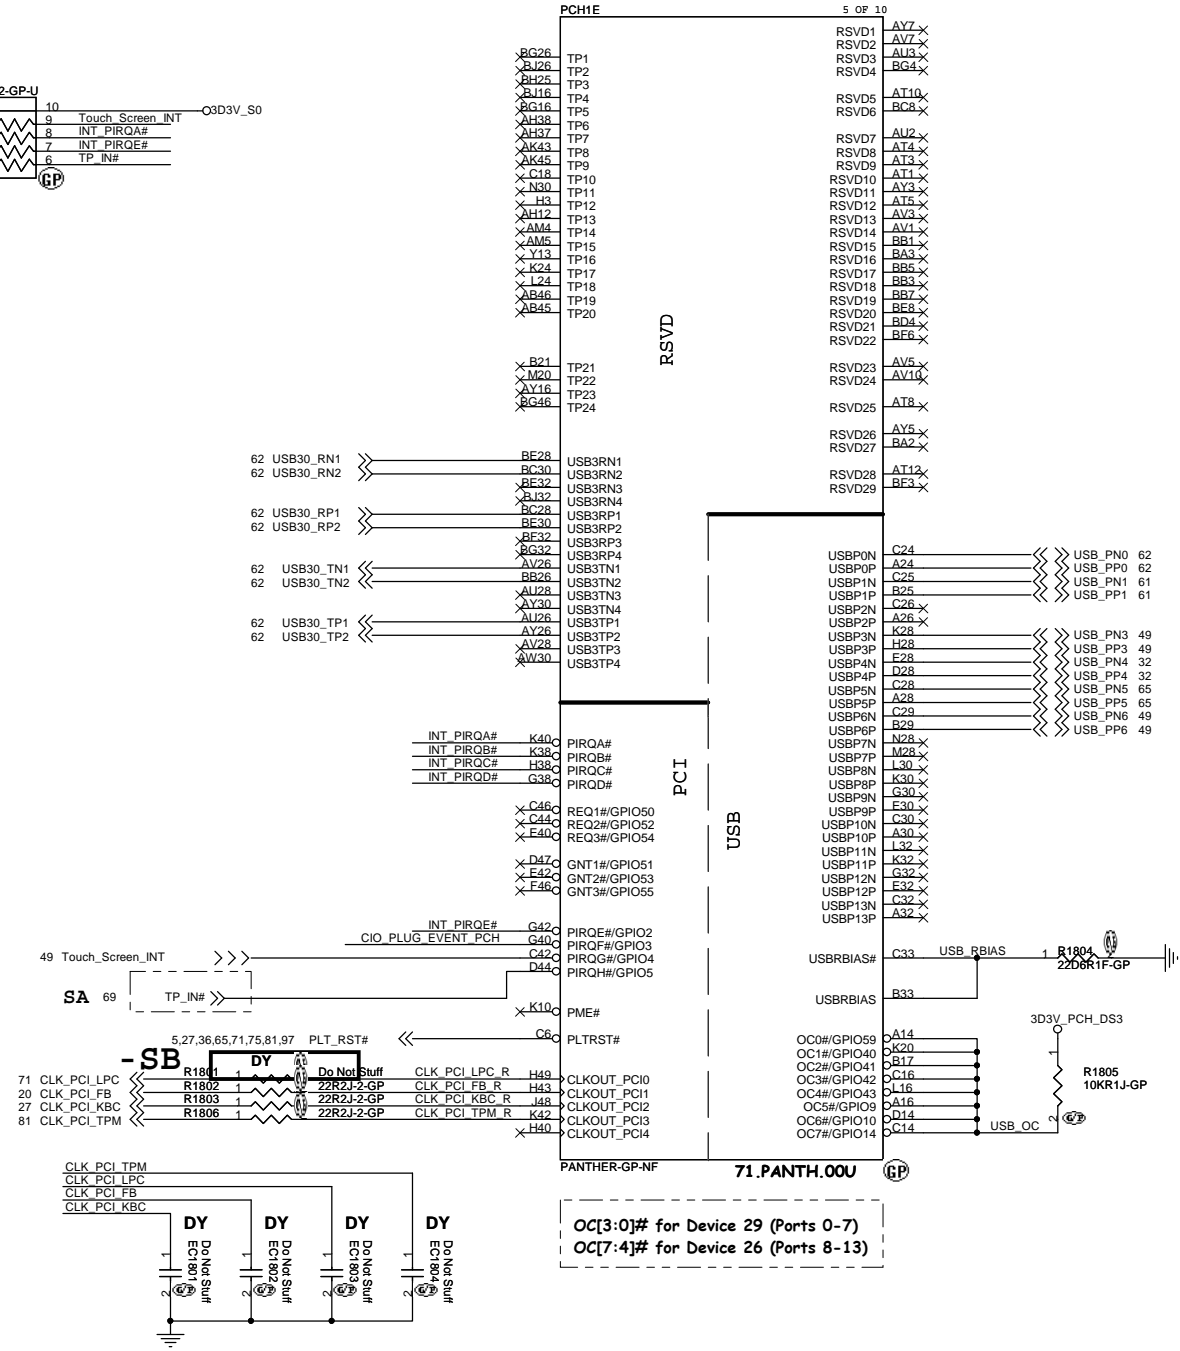 PCH1E
5 OF 10
2-GP-U
10
3D3V_S0
9 Touch_Screen_INT
8 INT_PIRQA#
7 INT_PIRQE#
6 TP_IN#
GP
BG26 TP1
BJ26 TP2
BH25 TP3
BJ16 TP4
BG16 TP5
AH38 TP6
AH37 TP7
AK43 TP8
AK45 TP9
C18 TP10
N30 TP11
H3 TP12
AH12 TP13
AM4 TP14
AM5 TP15
Y13 TP16
K24 TP17
L24 TP18
AB46 TP19
AB45 TP20
B21 TP21
M20 TP22
AY16 TP23
BG46 TP24
RSVD
RSVD1 AY7
RSVD2 AV7
RSVD3 AU3
RSVD4 BG4
RSVD5 AT10
RSVD6 BC8
RSVD7 AU2
RSVD8 AT4
RSVD9 AT3
RSVD10 AT1
RSVD11 AY3
RSVD12 AT5
RSVD13 AV3
RSVD14 AV1
RSVD15 BB1
RSVD16 BA3
RSVD17 BB5
RSVD18 BB3
RSVD19 BB7
RSVD20 BE8
RSVD21 BD4
RSVD22 BF6
RSVD23 AV5
RSVD24 AV10
RSVD25 AT8
RSVD26 AY5
RSVD27 BA2
RSVD28 AT12
RSVD29 BF3
62 USB30_RN1 BE28 USB3RN1
62 USB30_RN2 BC30 USB3RN2
BE32 USB3RN3
BJ32 USB3RN4
62 USB30_RP1 BC28 USB3RP1
62 USB30_RP2 BE30 USB3RP2
BF32 USB3RP3
BG32 USB3RP4
62 USB30_TN1 AV26 USB3TN1
62 USB30_TN2 BB26 USB3TN2
AU28 USB3TN3
AY30 USB3TN4
62 USB30_TP1 AU26 USB3TP1
62 USB30_TP2 AY26 USB3TP2
AV28 USB3TP3
AW30 USB3TP4
USBP0N C24 USB_PN0 62
USBP0P A24 USB_PP0 62
USBP1N C25 USB_PN1 61
USBP1P B25 USB_PP1 61
USBP2N C26
USBP2P A26
USBP3N K28 USB_PN3 49
USBP3P H28 USB_PP3 49
USBP4N E28 USB_PN4 32
USBP4P D28 USB_PP4 32
USBP5N C28 USB_PN5 65
USBP5P A28 USB_PP5 65
USBP6N C29 USB_PN6 49
USBP6P B29 USB_PP6 49
USBP7N N28
USBP7P M28
USBP8N L30
USBP8P K30
USBP9N G30
USBP9P E30
USBP10N C30
USBP10P A30
USBP11N L32
USBP11P K32
USBP12N G32
USBP12P E32
USBP13N C32
USBP13P A32
PCI
USB
INT_PIRQA# K40 PIRQA#
INT_PIRQB# K38 PIRQB#
INT_PIRQC# H38 PIRQC#
INT_PIRQD# G38 PIRQD#
C46 REQ1#/GPIO50
C44 REQ2#/GPIO52
E40 REQ3#/GPIO54
D47 GNT1#/GPIO51
E42 GNT2#/GPIO53
F46 GNT3#/GPIO55
INT_PIRQE# G42 PIRQE#/GPIO2
CIO_PLUG_EVENT_PCH G40 PIRQF#/GPIO3
49 Touch_Screen_INT C42 PIRQG#/GPIO4
D44 PIRQH#/GPIO5
SA 69 TP_IN#
K10 PME#
5,27,36,65,71,75,81,97 PLT_RST# C6 PLTRST#
USBRBIAS# C33 USB_RBIAS 1 R1804
22D6R1F-GP
USBRBIAS B33
3D3V_PCH_DS3
1
R1805
10KR1J-GP
2
GP
OC0#/GPIO59 A14
OC1#/GPIO40 K20
OC2#/GPIO41 B17
OC3#/GPIO42 C16
OC4#/GPIO43 L16
OC5#/GPIO9 A16
OC6#/GPIO10 D14
OC7#/GPIO14 C14 USB_OC
-SB
DY
71 CLK_PCI_LPC R1801 1 Do Not Stuff CLK_PCI_LPC_R H49 CLKOUT_PCI0
20 CLK_PCI_FB R1802 1 22R2J-2-GP CLK_PCI_FB_R H43 CLKOUT_PCI1
27 CLK_PCI_KBC R1803 1 22R2J-2-GP CLK_PCI_KBC_R J48 CLKOUT_PCI2
81 CLK_PCI_TPM R1806 1 22R2J-2-GP CLK_PCI_TPM_R K42 CLKOUT_PCI3
H40 CLKOUT_PCI4
PANTHER-GP-NF
71.PANTH.00U
GP
CLK_PCI_TPM
CLK_PCI_LPC
CLK_PCI_FB
CLK_PCI_KBC
DY DY DY DY
1 2 EC1801 Do Not Stuff GP
1 2 EC1802 Do Not Stuff GP
1 2 EC1803 Do Not Stuff GP
1 2 EC1804 Do Not Stuff GP
OC[3:0]# for Device 29 (Ports 0-7)
OC[7:4]# for Device 26 (Ports 8-13)